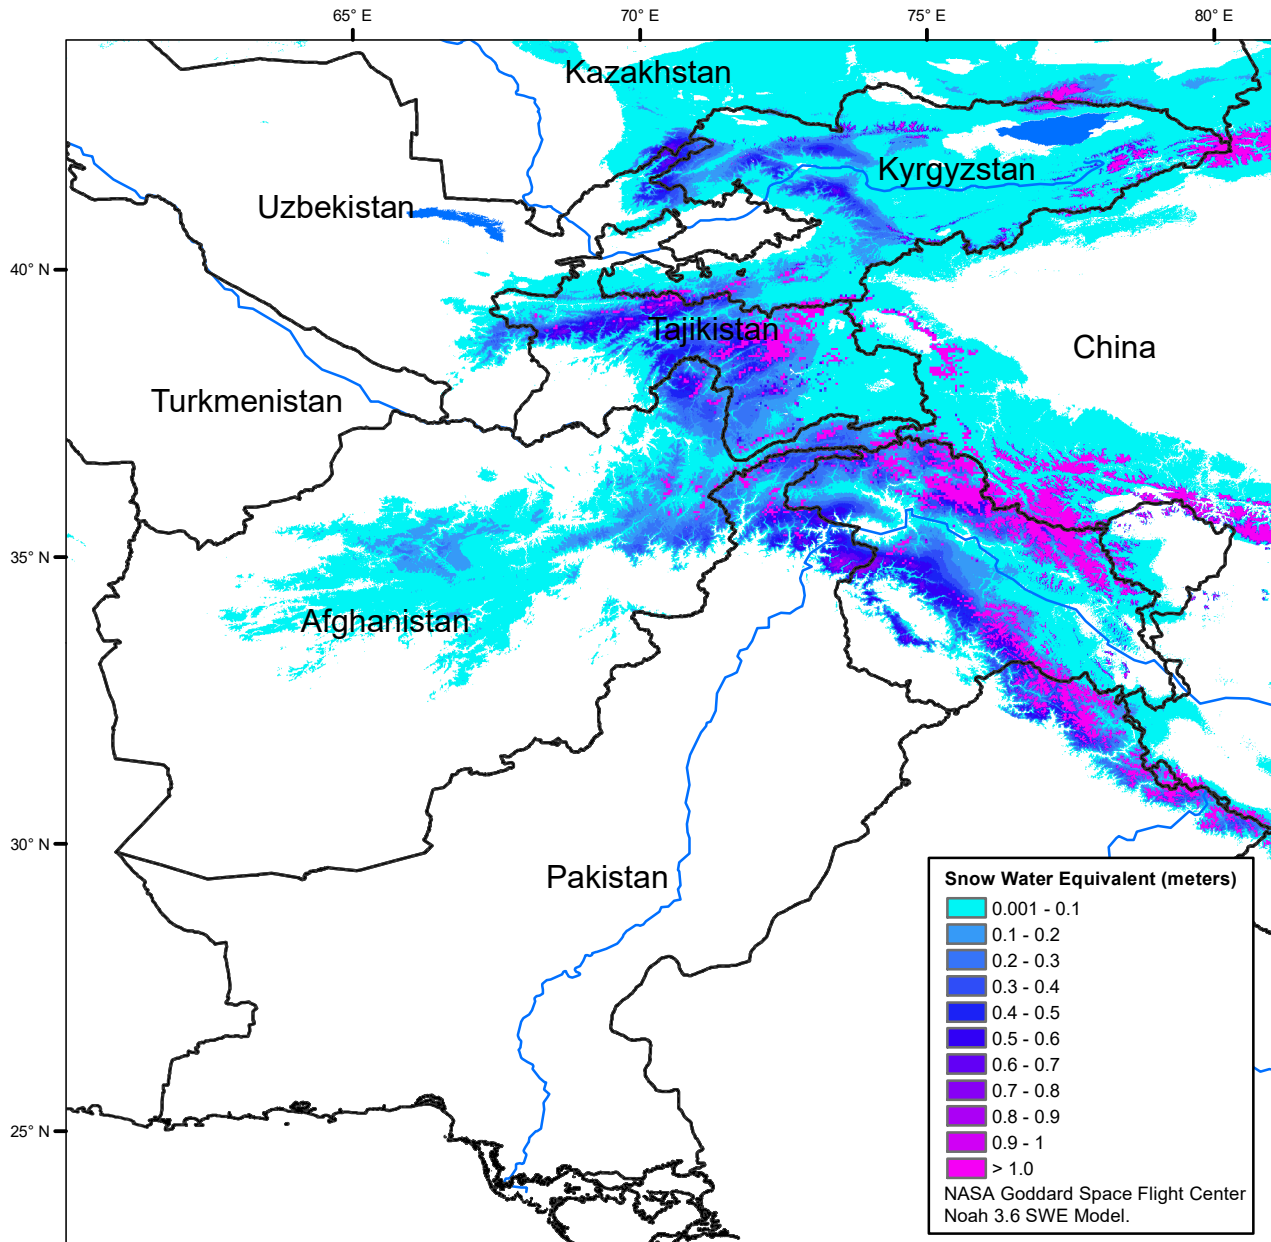 65° E
70° E
75° E
80° E
Kazakhstan
Kyrgyzstan
Uzbekistan
40° N
Tajikistan
China
Turkmenistan
35° N
Afghanistan
30° N
Pakistan
25° N
Snow Water Equivalent (meters)
0.001 - 0.1
0.1 - 0.2
0.2 - 0.3
0.3 - 0.4
0.4 - 0.5
0.5 - 0.6
0.6 - 0.7
0.7 - 0.8
0.8 - 0.9
0.9 - 1
> 1.0
NASA Goddard Space Flight Center
Noah 3.6 SWE Model.